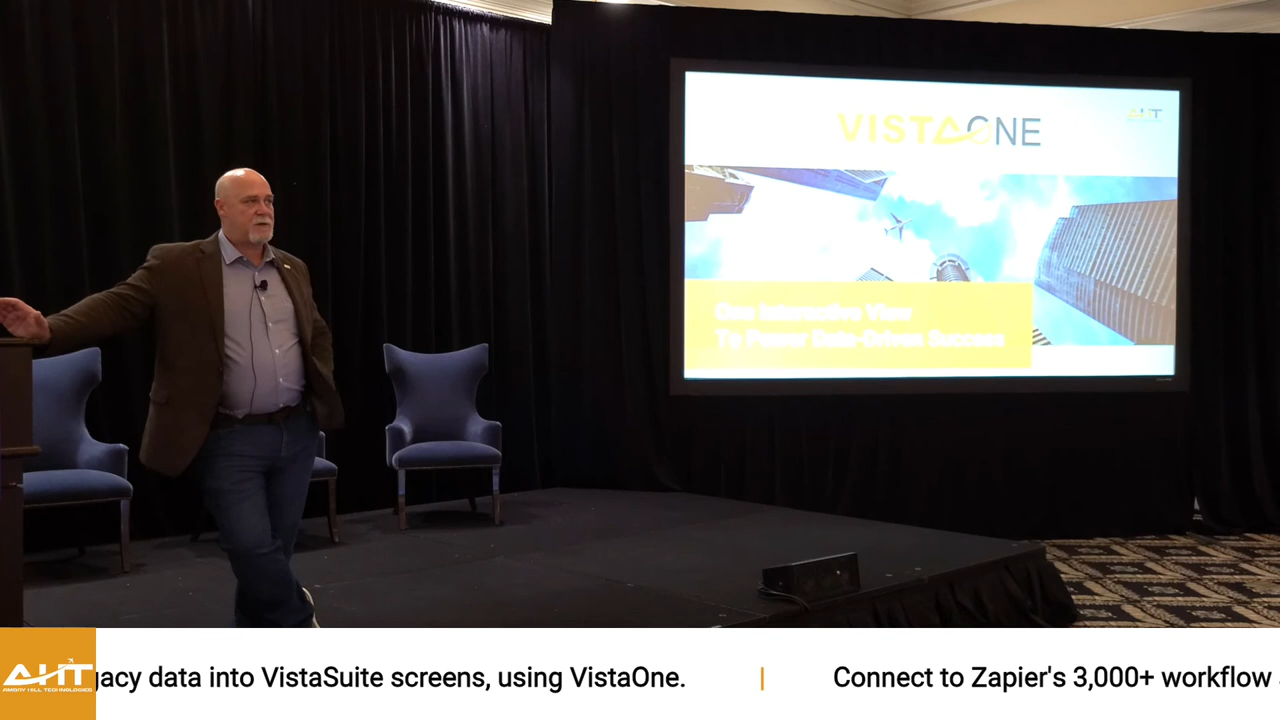 VISTAONE
AHT
One Interactive View
To Power Data-Driven Success
AHT
AMBRY HILL TECHNOLOGIES
gacy data into VistaSuite screens, using VistaOne. | Connect to Zapier's 3,000+ workflow